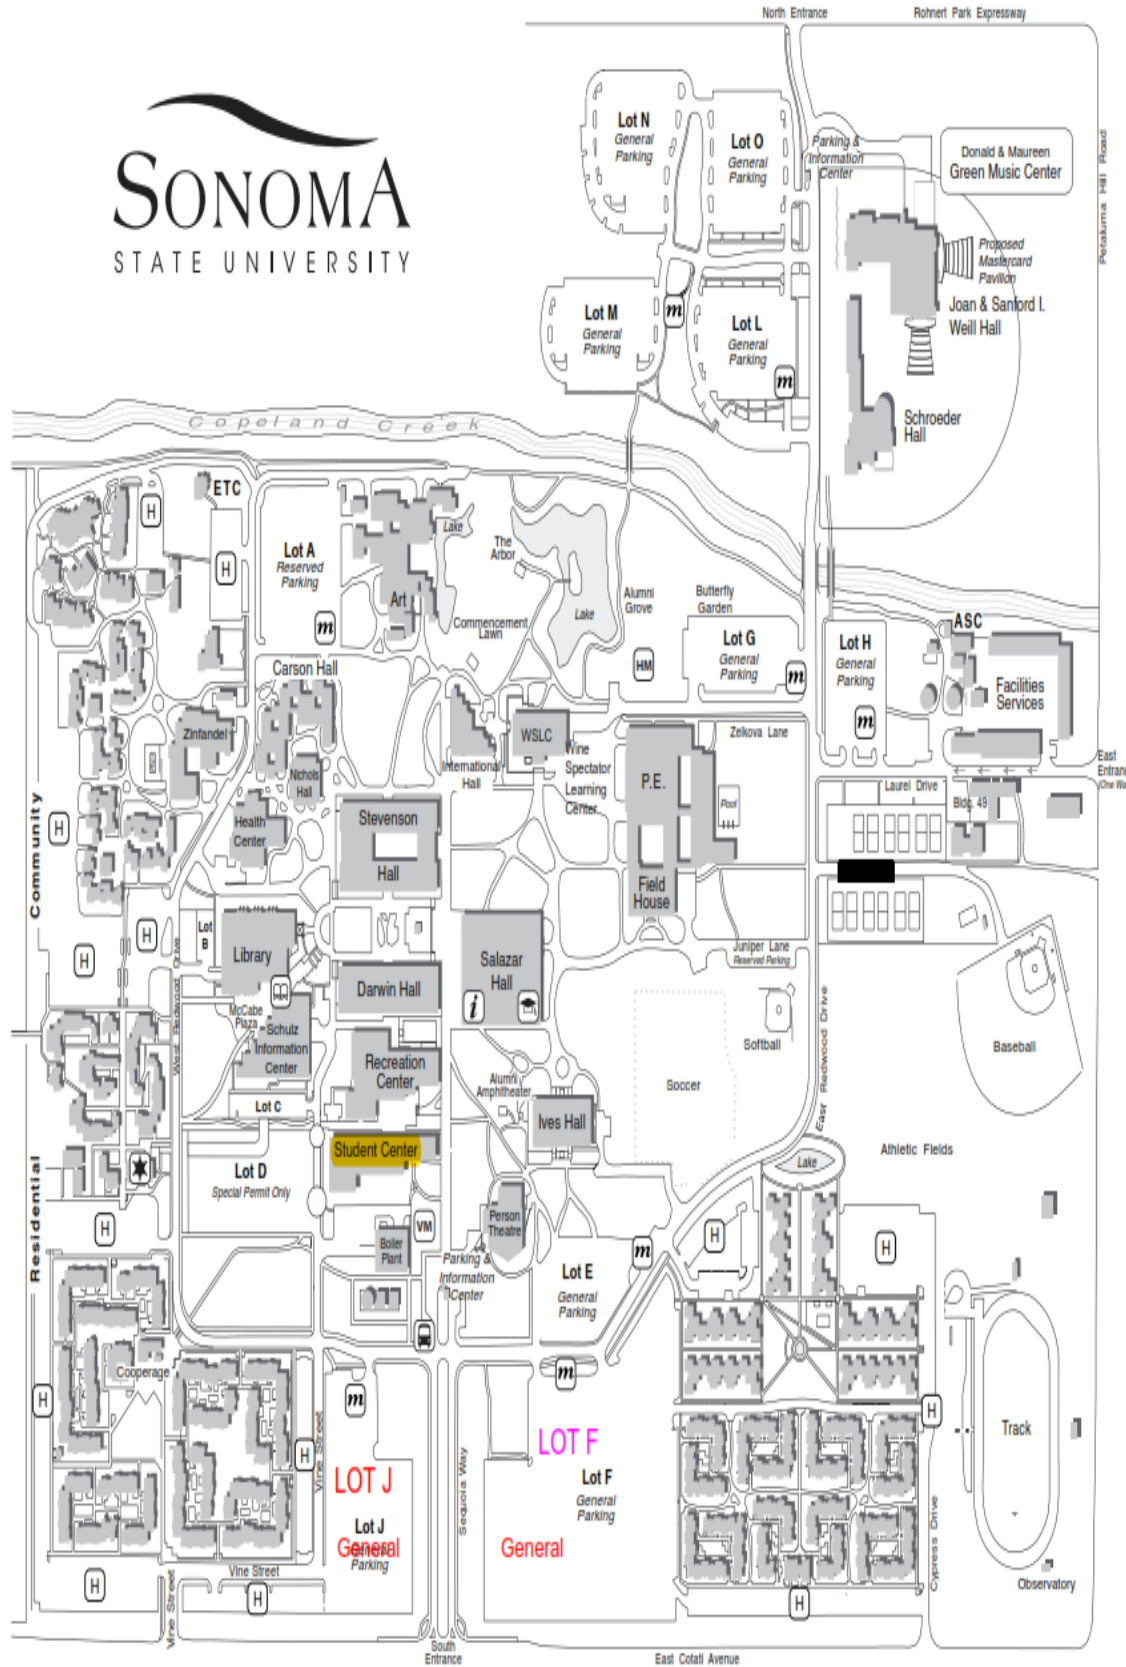 North Entrance
Rohnert Park Expressway
SONOMA
STATE UNIVERSITY
Lot N
General
Parking
Lot O
General
Parking
Parking &
Information
Center
Donald & Maureen
Green Music Center
Petaluma Hill Road
Proposed
Mastercard
Pavilion
Joan & Sanford I.
Weill Hall
Lot M
General
Parking
m
Lot L
General
Parking
m
Schroeder
Hall
Copeland Creek
ETC
H
H
Lot A
Reserved
Parking
m
Lake
Art
The
Arbor
Commencement
Lawn
Lake
Alumni
Grove
Butterfly
Garden
HM
Lot G
General
Parking
m
Lot H
General
Parking
m
ASC
Facilities
Services
Carson Hall
Zinfandel
Nichols
Hall
International
Hall
WSLC
Wine
Spectator
Learning
Center
P.E.
Pool
Zelkova Lane
East
Entrance
(One Way
Laurel Drive
Bldg. 49
H
Health
Center
Stevenson
Hall
Field
House
Residential Community
H
H
Lot
B
Library
West Redwood Drive
Darwin Hall
Salazar
Hall
i
Juniper Lane
Reserved Parking
McCabe
Plaza
Schulz
Information
Center
Recreation
Center
Alumni
Amphitheater
Ives Hall
Soccer
Softball
East Redwood Drive
Baseball
Lot C
Student Center
Lot D
Special Permit Only
Lake
Athletic Fields
H
VM
Person
Theatre
Boiler
Plant
Parking &
Information
Center
Lot E
General
Parking
m
H
H
Cooperage
H
H
m
m
Vine Street
LOT J
Lot J
General
General
Parking
Sequoia Way
LOT F
Lot F
General
Parking
General
H
Track
Cypress Drive
Observatory
H
Vine Street
H
Vine Street
H
South
Entrance
East Cotati Avenue